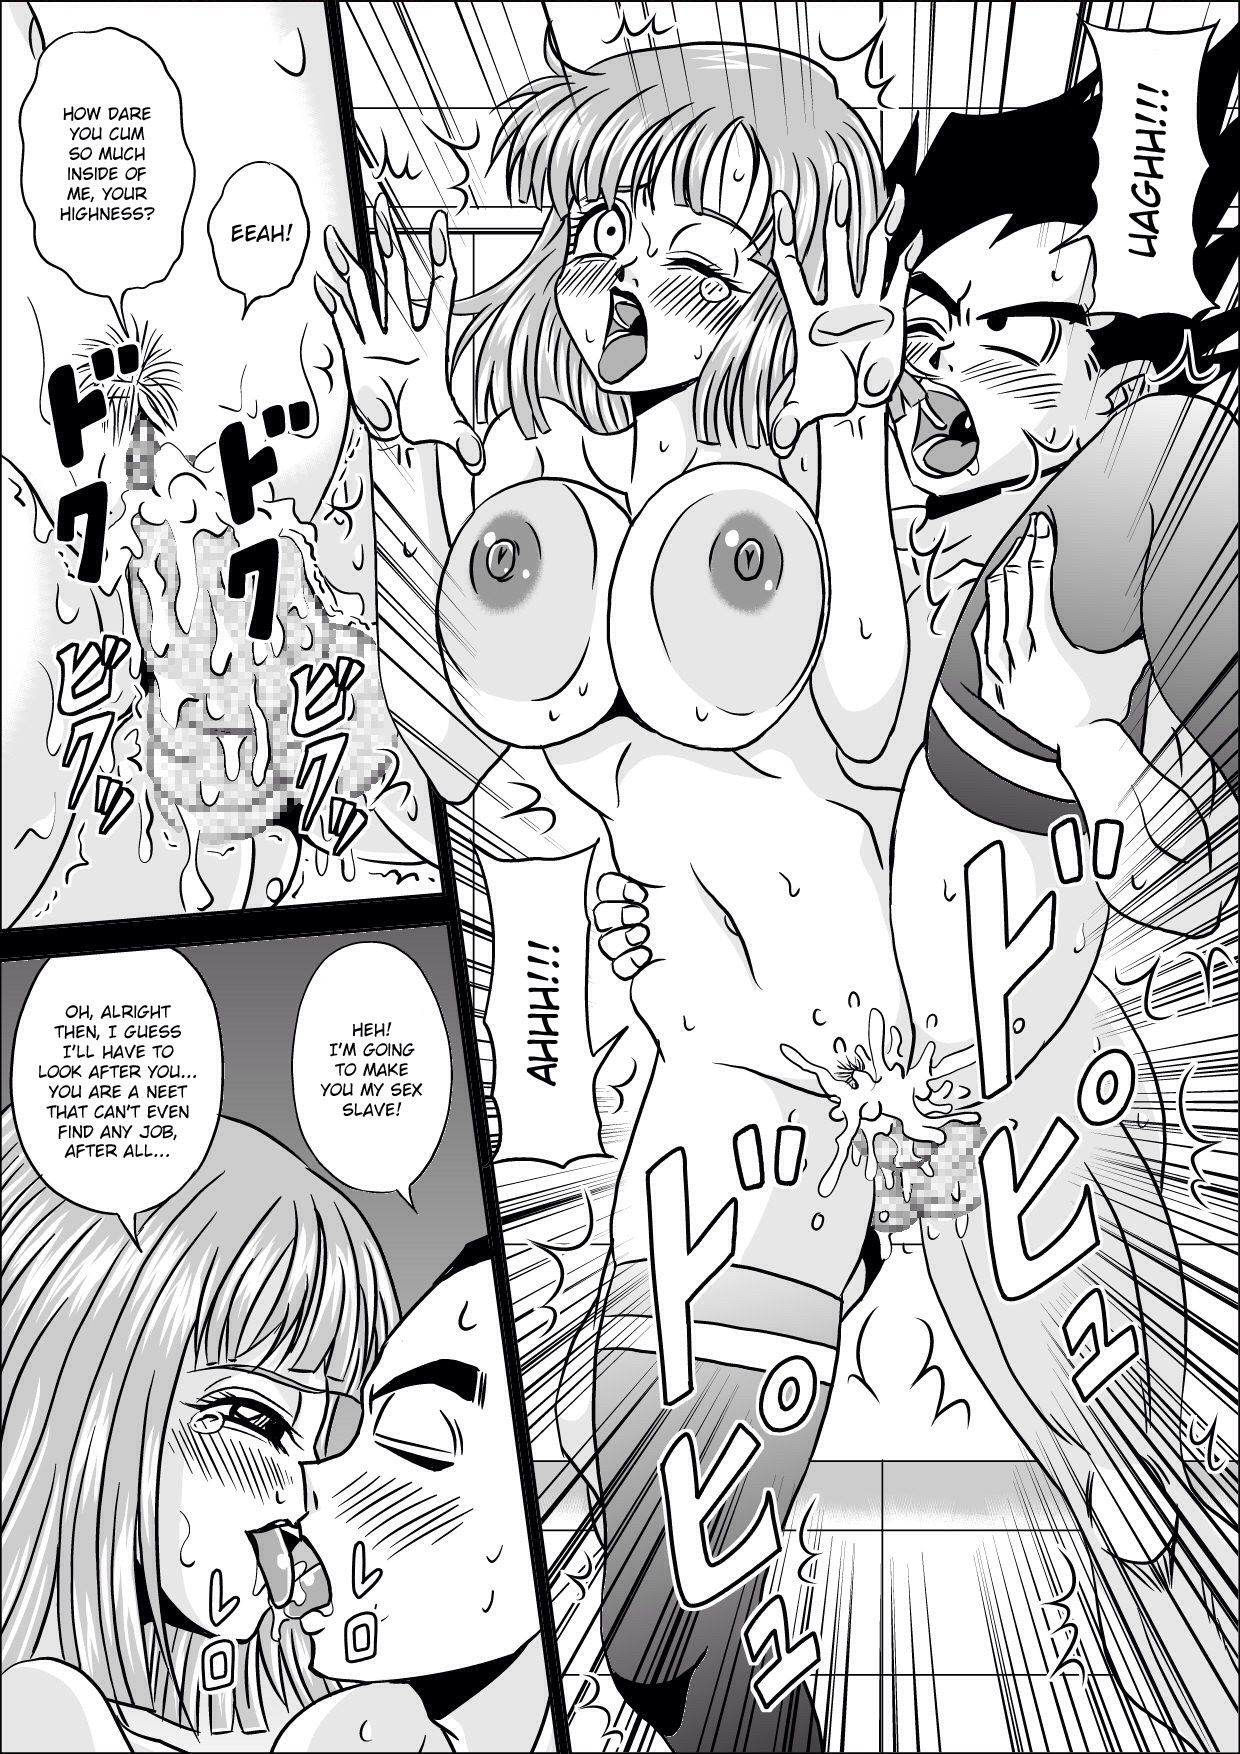 HOW DARE
YOU CUM
SO MUCH
INSIDE OF
ME, YOUR
HIGHNESS?
EEAH!
UAGHH!!!
AHHH!!!
ドドク
ドドク
ビクッ
ビクッ
ドピュ
ドピュ
HEH!
I'M GOING
TO MAKE
YOU MY SEX
SLAVE!
OH, ALRIGHT
THEN, I GUESS
I'LL HAVE TO
LOOK AFTER YOU...
YOU ARE A NEET
THAT CAN'T EVEN
FIND ANY JOB,
AFTER ALL...
レロ
レロ